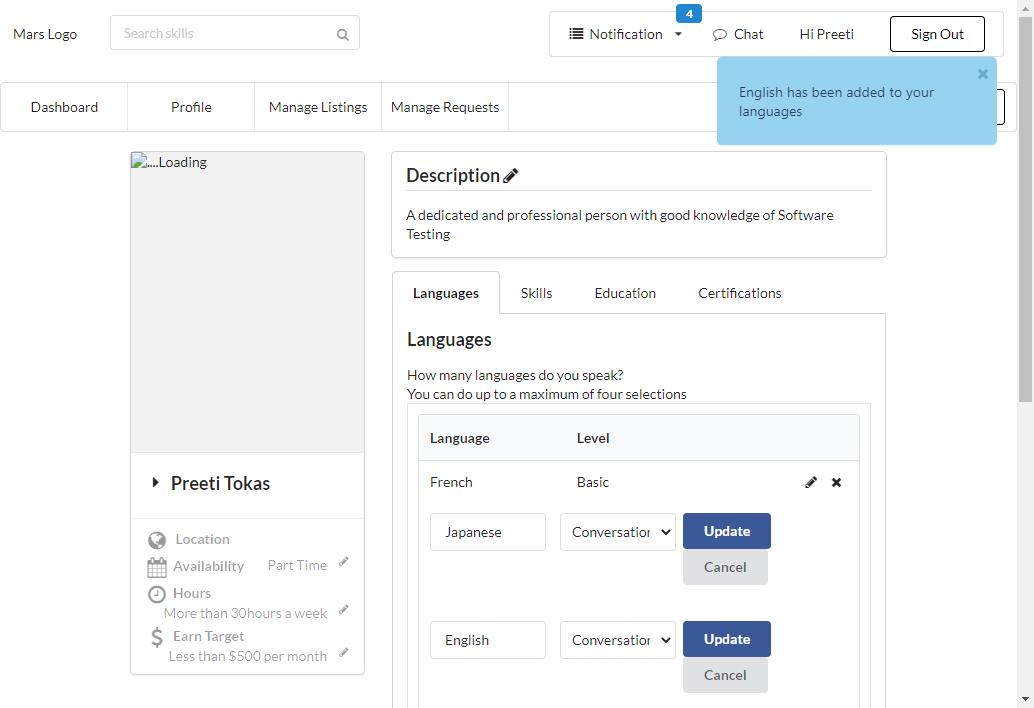 Mars Logo
Search skills
Notification
4
Chat
Hi Preeti
Sign Out
Dashboard
Profile
Manage Listings
Manage Requests
English has been added to your
languages
....Loading
Description
A dedicated and professional person with good knowledge of Software
Testing
Preeti Tokas
Location
Availability Part Time
Hours
More than 30hours a week
Earn Target
Less than $500 per month
Languages
Skills
Education
Certifications
Languages
How many languages do you speak?
You can do up to a maximum of four selections
Language Level
French Basic
Japanese Conversation Update
Cancel
English Conversation Update
Cancel